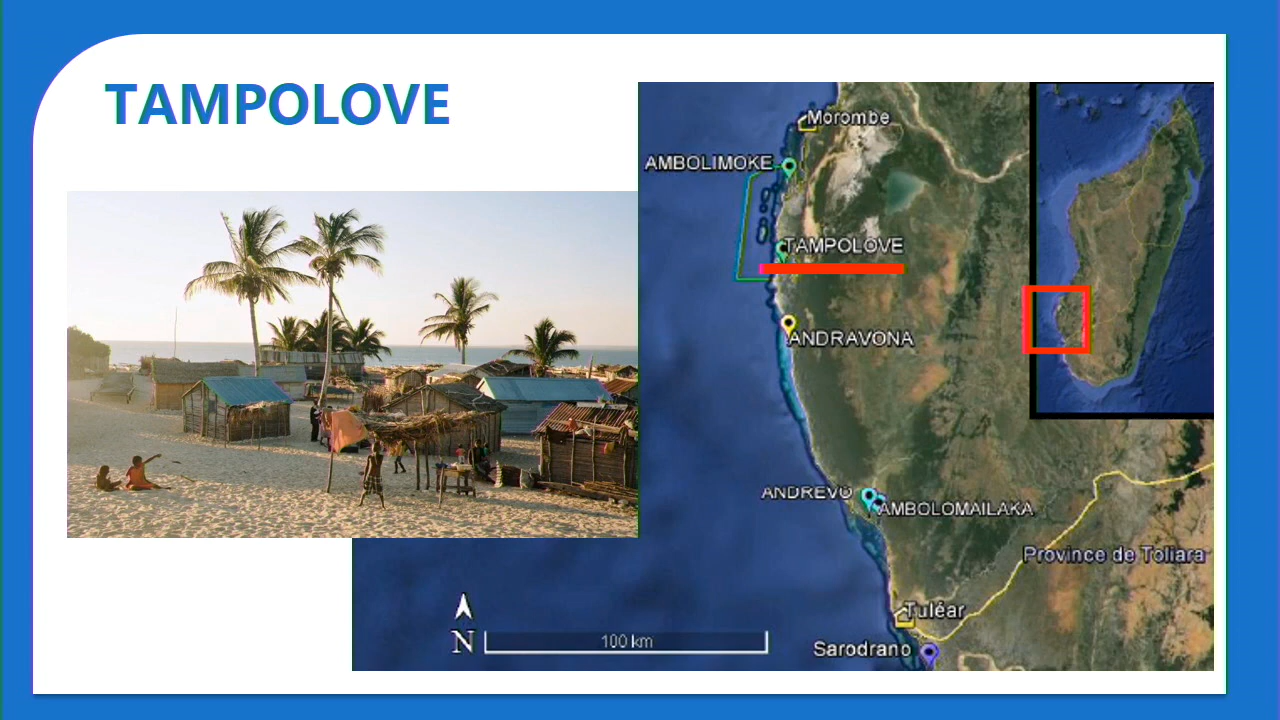 TAMPOLOVE
Morombe
AMBOLIMOKE
TAMPOLOVE
ANDRAVONA
ANDREVO
AMBOLOMAILAKA
Province de Toliara
Tuléar
N
100 km
Sarodrano